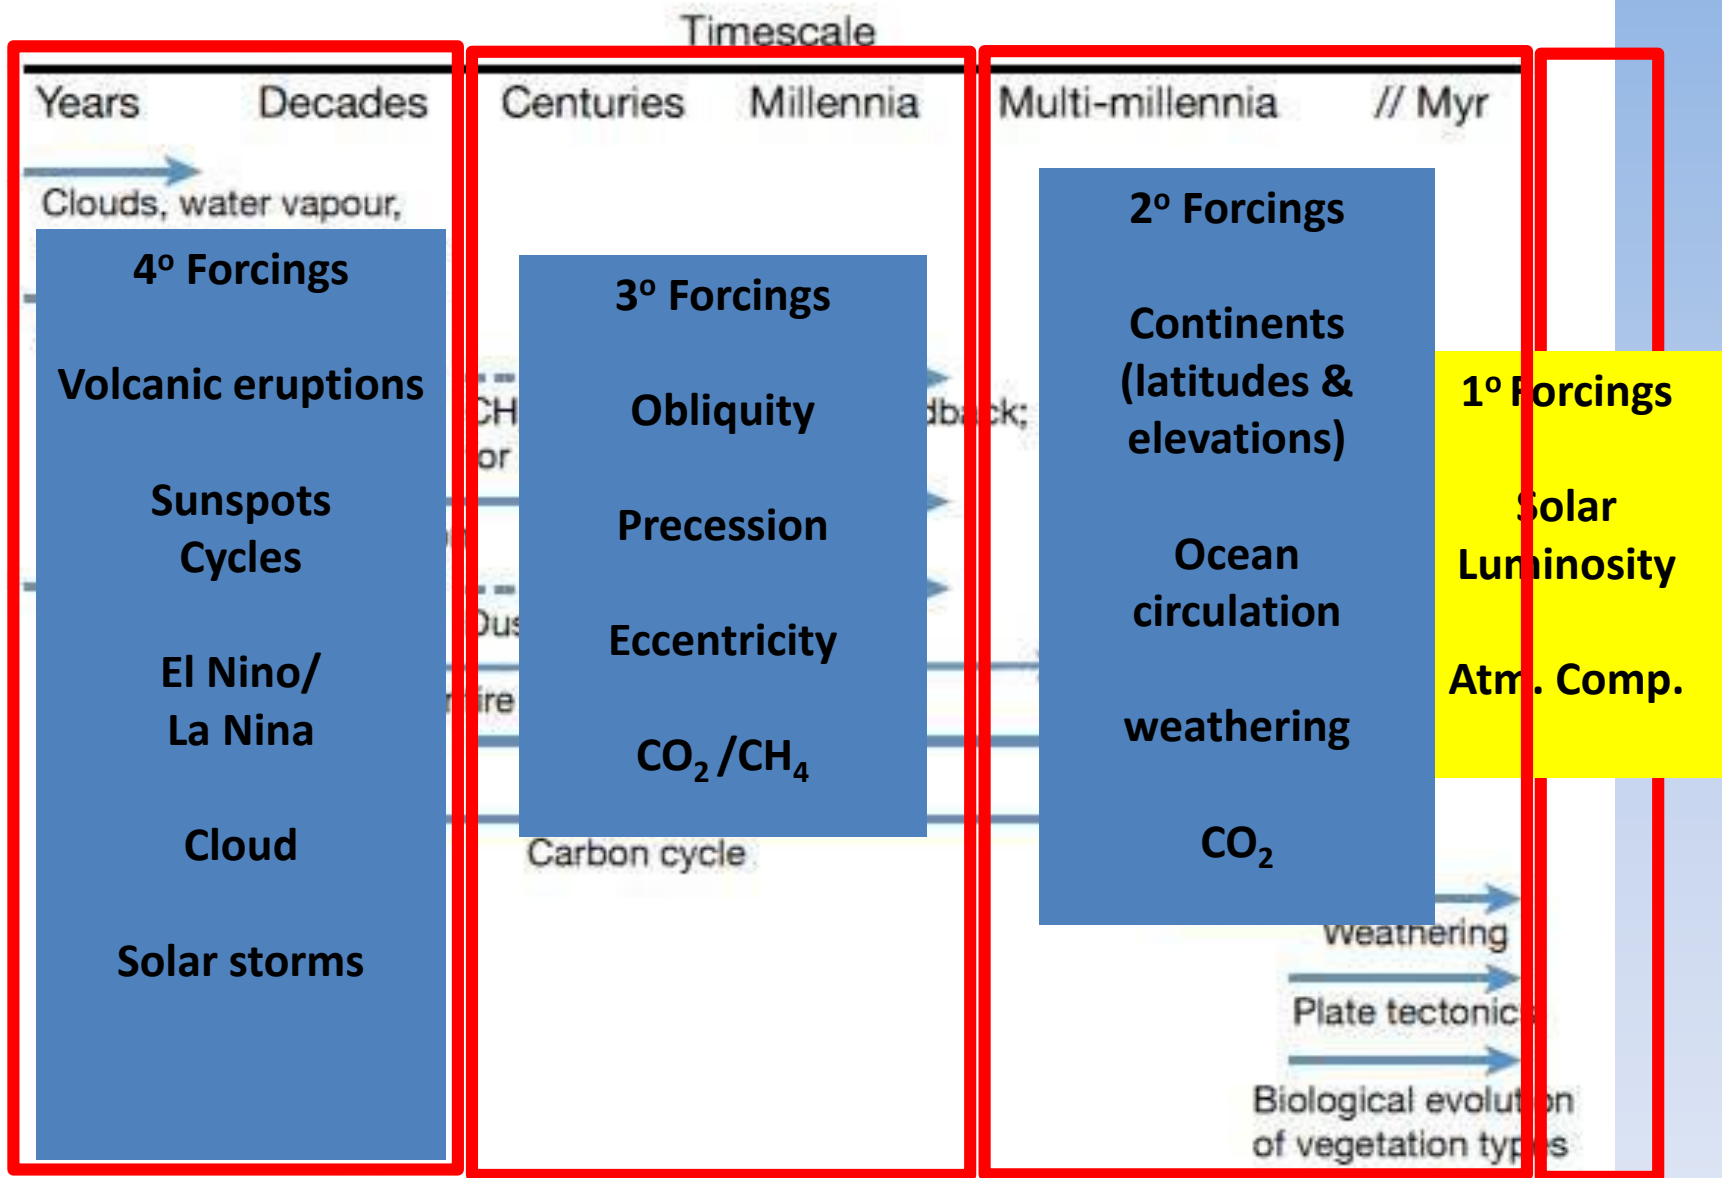 Timescale
Years Decades Centuries Millennia Multi-millennia // Myr
Clouds, water vapour,
4º Forcings
Volcanic eruptions
Sunspots
Cycles
El Nino/
La Nina
Cloud
Solar storms
3º Forcings
Obliquity
Precession
Eccentricity
CO₂ /CH₄
Carbon cycle
2º Forcings
Continents
(latitudes &
elevations)
Ocean
circulation
weathering
CO₂
1º Forcings
Solar
Luminosity
Atm. Comp.
Weathering
Plate tectonics
Biological evolution
of vegetation types